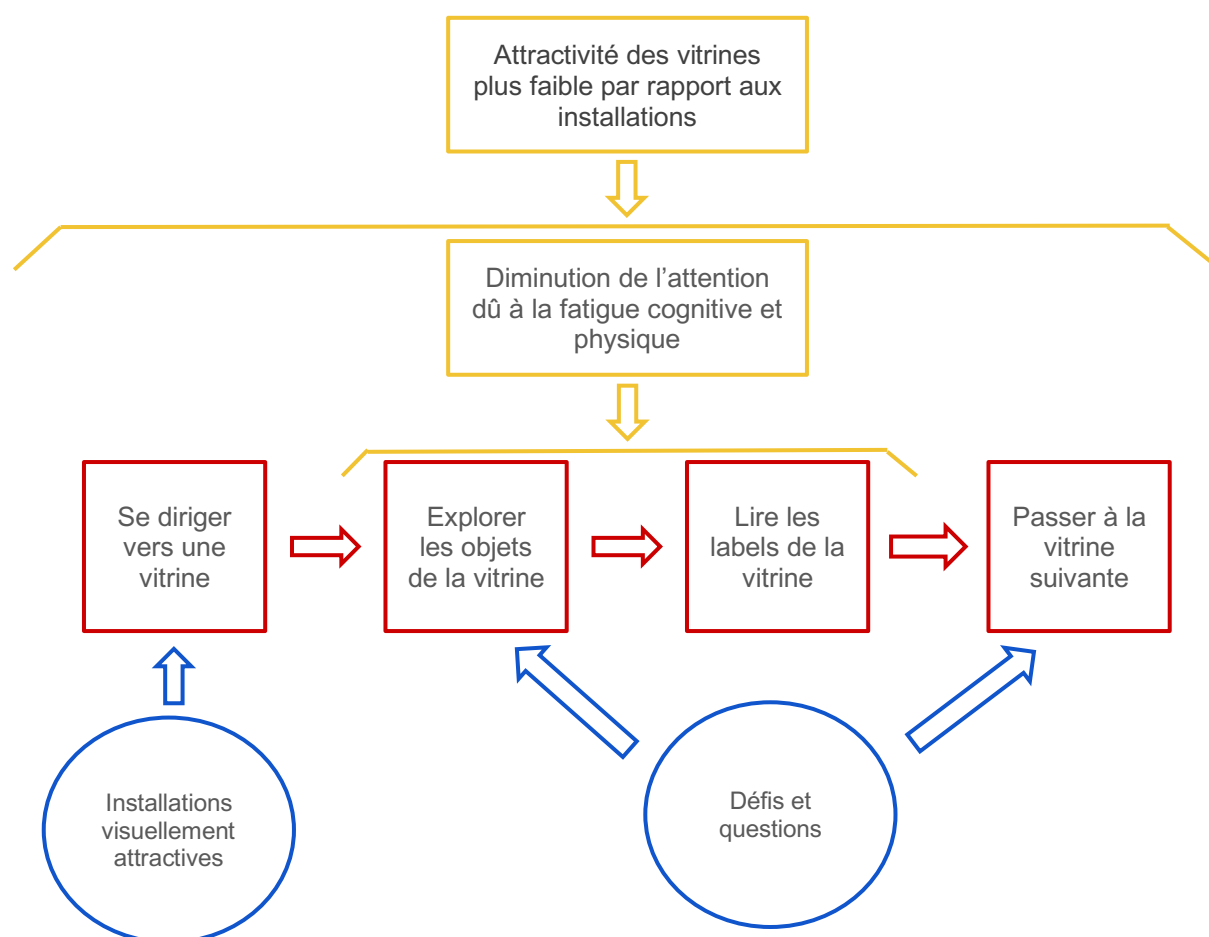 Attractivité des vitrines
plus faible par rapport aux
installations
Diminution de l’attention
dû à la fatigue cognitive et
physique
Se diriger
vers une
vitrine
Explorer
les objets
de la vitrine
Lire les
labels de la
vitrine
Passer à la
vitrine
suivante
Installations
visuellement
attractives
Défis et
questions